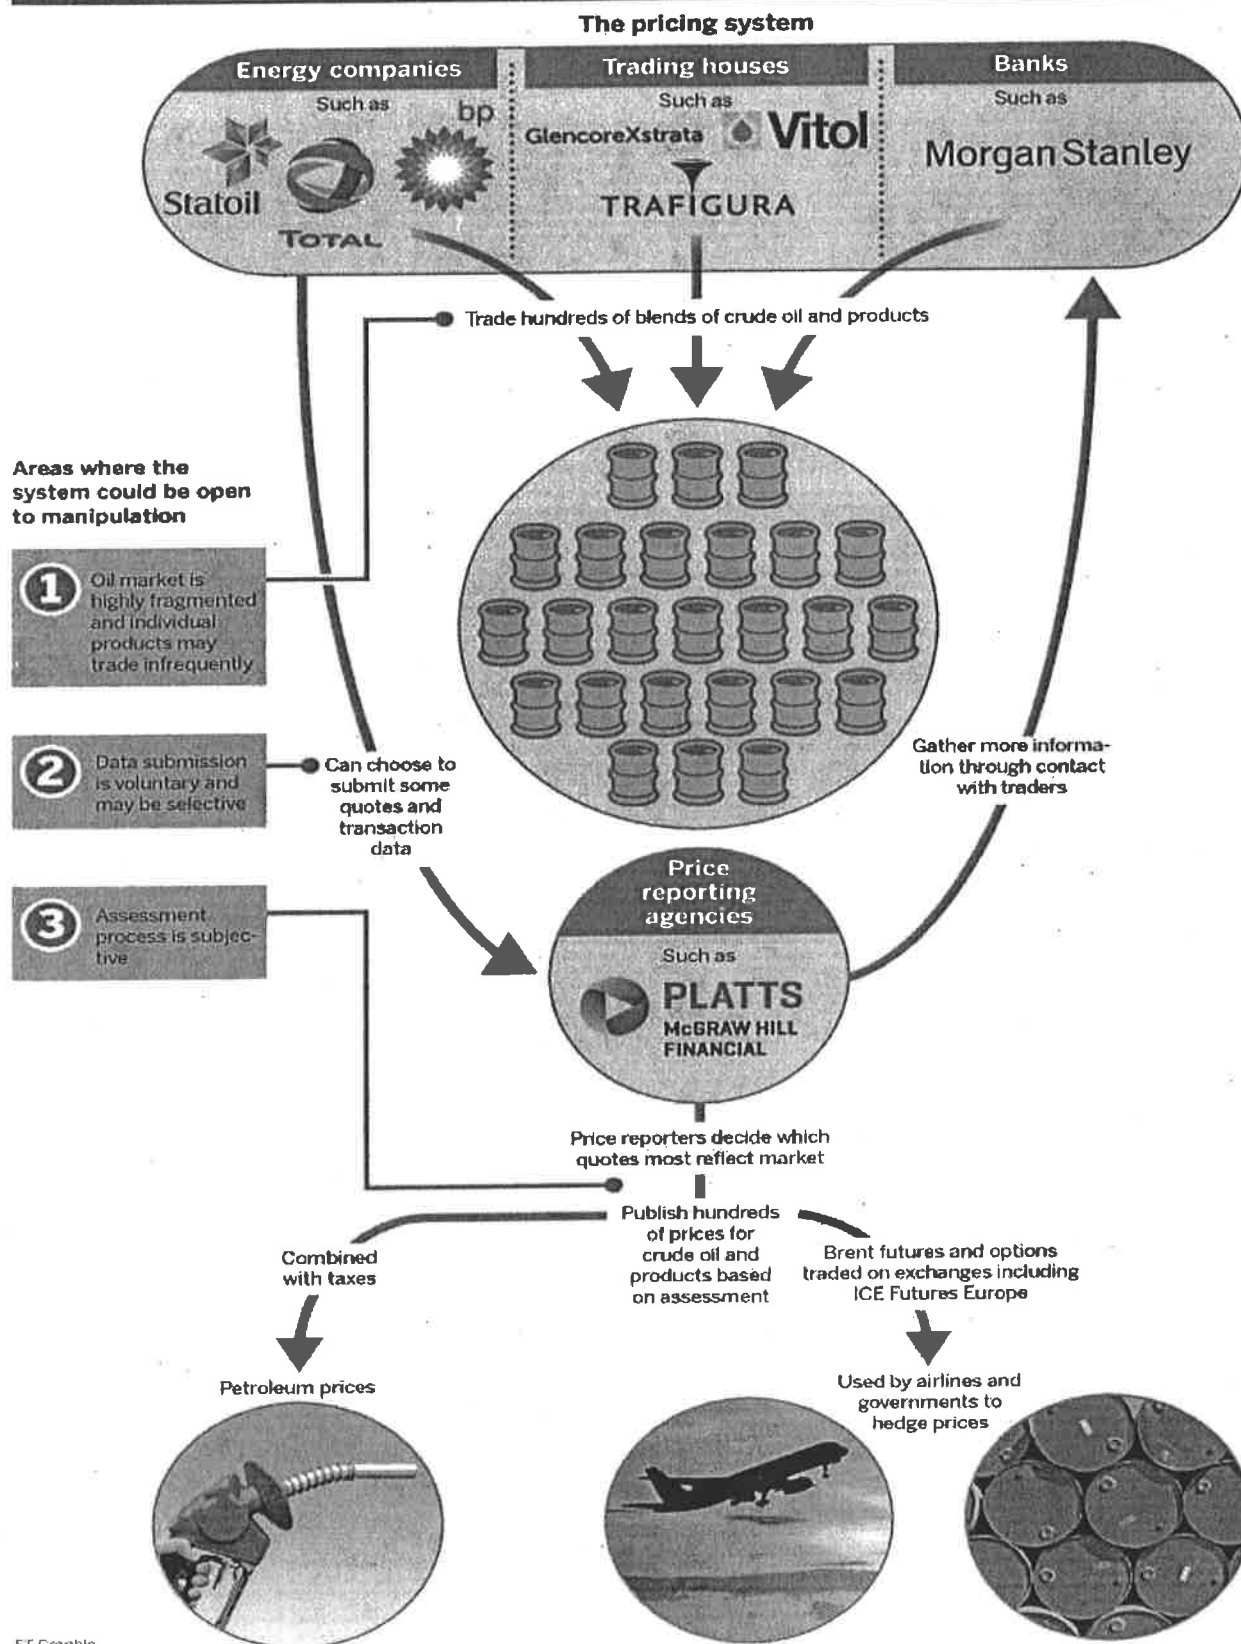 The pricing system
Energy companies
Such as
Statoil
TOTAL
bp
Trading houses
Such as
GlencoreXstrata
Vitol
TRAFIGURA
Banks
Such as
Morgan Stanley
Trade hundreds of blends of crude oil and products
Areas where the
system could be open
to manipulation
1
Oil market is
highly fragmented
and individual
products may
trade infrequently
2
Data submission
is voluntary and
may be selective
Can choose to
submit some
quotes and
transaction
data
Gather more informa-
tion through contact
with traders
3
Assessment
process is subjec-
tive
Price
reporting
agencies
Such as
PLATTS
McGRAW HILL
FINANCIAL
Price reporters decide which
quotes most reflect market
Publish hundreds
of prices for
crude oil and
products based
on assessment
Combined
with taxes
Petroleum prices
Brent futures and options
traded on exchanges including
ICE Futures Europe
Used by airlines and
governments to
hedge prices